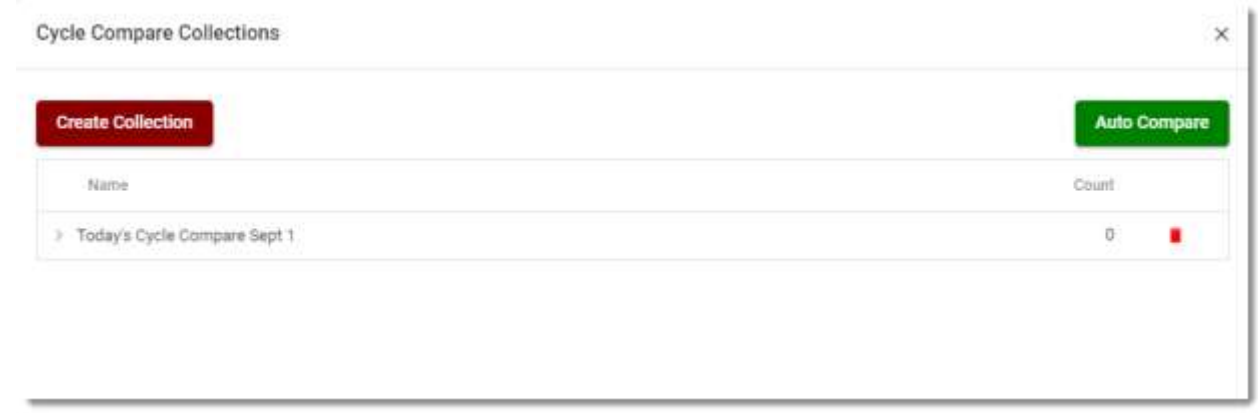 Cycle Compare Collections
Create Collection Auto Compare
Name Count
Today's Cycle Compare Sept 1 0